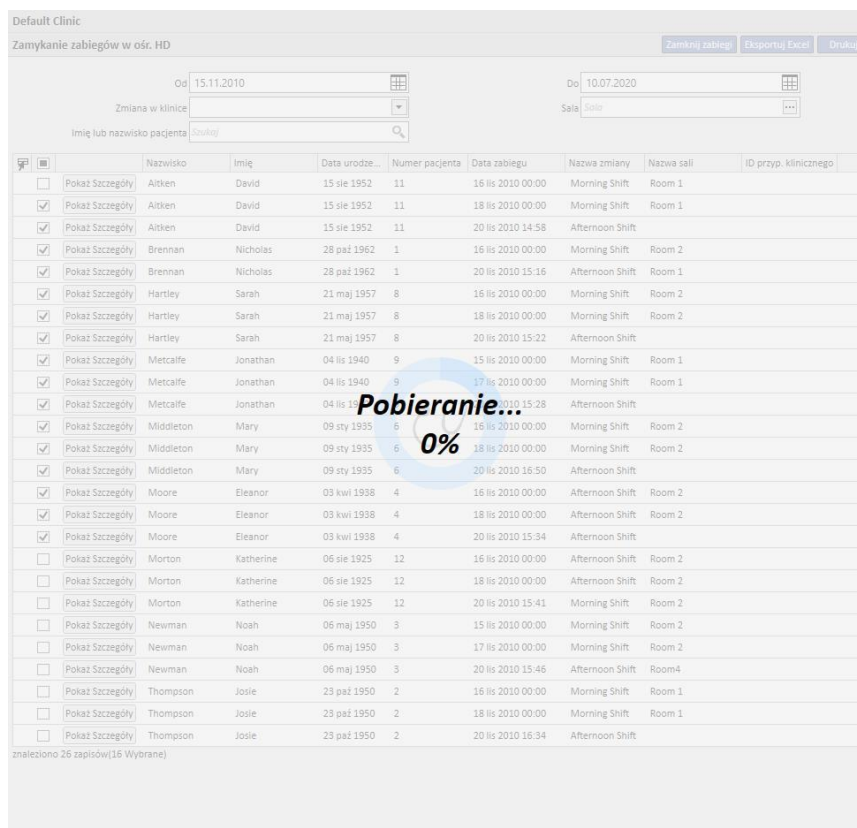 Default Clinic
Zamykanie zabiegów w ośr. HD Zamknij zabiegi Eksportuj Excel Drukuj
Od 15.11.2010 Do 10.07.2020
Zmiana w klinice Sala Sala
Imię lub nazwisko pacjenta Szukaj
Nazwisko Imię Data urodze... Numer pacjenta Data zabiegu Nazwa zmiany Nazwa sali ID przyp. klinicznego
Pokaż Szczegóły Aitken David 15 sie 1952 11 16 lis 2010 00:00 Morning Shift Room 1
Pokaż Szczegóły Aitken David 15 sie 1952 11 18 lis 2010 00:00 Morning Shift Room 1
Pokaż Szczegóły Aitken David 15 sie 1952 11 20 lis 2010 14:58 Afternoon Shift
Pokaż Szczegóły Brennan Nicholas 28 paź 1962 1 16 lis 2010 00:00 Morning Shift Room 2
Pokaż Szczegóły Brennan Nicholas 28 paź 1962 1 20 lis 2010 15:16 Afternoon Shift Room 1
Pokaż Szczegóły Hartley Sarah 21 maj 1957 8 16 lis 2010 00:00 Morning Shift Room 2
Pokaż Szczegóły Hartley Sarah 21 maj 1957 8 18 lis 2010 00:00 Morning Shift Room 2
Pokaż Szczegóły Hartley Sarah 21 maj 1957 8 20 lis 2010 15:22 Afternoon Shift
Pokaż Szczegóły Metcalfe Jonathan 04 lis 1940 9 15 lis 2010 00:00 Morning Shift Room 1
Pokaż Szczegóły Metcalfe Jonathan 04 lis 1940 9 17 lis 2010 00:00 Morning Shift Room 1
Pokaż Szczegóły Metcalfe Jonathan 04 lis 2010 15:28 Afternoon Shift
Pobieranie...
Pokaż Szczegóły Middleton Mary 09 sty 1935 6 16 lis 2010 00:00 Morning Shift Room 2
Pokaż Szczegóły Middleton Mary 09 sty 1935 6 18 lis 2010 00:00 Morning Shift Room 2
0%
Pokaż Szczegóły Middleton Mary 09 sty 1935 6 20 lis 2010 16:50 Afternoon Shift
Pokaż Szczegóły Moore Eleanor 03 kwi 1938 4 16 lis 2010 00:00 Afternoon Shift Room 2
Pokaż Szczegóły Moore Eleanor 03 kwi 1938 4 18 lis 2010 00:00 Afternoon Shift Room 2
Pokaż Szczegóły Moore Eleanor 03 kwi 1938 4 20 lis 2010 15:34 Afternoon Shift Room 2
Pokaż Szczegóły Morton Katherine 06 sie 1925 12 16 lis 2010 00:00 Afternoon Shift Room 2
Pokaż Szczegóły Morton Katherine 06 sie 1925 12 18 lis 2010 00:00 Afternoon Shift Room 2
Pokaż Szczegóły Morton Katherine 06 sie 1925 12 20 lis 2010 15:41 Morning Shift Room 2
Pokaż Szczegóły Newman Noah 06 maj 1950 3 15 lis 2010 00:00 Morning Shift Room 2
Pokaż Szczegóły Newman Noah 06 maj 1950 3 17 lis 2010 00:00 Morning Shift Room 2
Pokaż Szczegóły Newman Noah 06 maj 1950 3 20 lis 2010 15:46 Afternoon Shift Room4
Pokaż Szczegóły Thompson Josie 23 paź 1950 2 16 lis 2010 00:00 Morning Shift Room 1
Pokaż Szczegóły Thompson Josie 23 paź 1950 2 18 lis 2010 00:00 Morning Shift Room 1
Pokaż Szczegóły Thompson Josie 23 paź 1950 2 20 lis 2010 16:34 Afternoon Shift
znaleziono 26 zapisów(16 Wybrane)